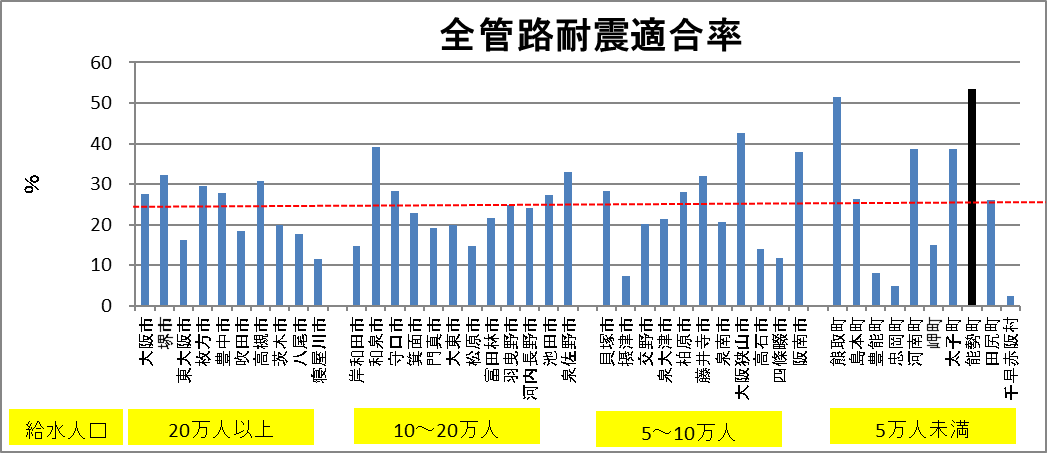 全管路耐震適合率
%
60
50
40
30
20
10
0
大阪市
堺市
東大阪市
枚方市
豊中市
吹田市
高槻市
茨木市
八尾市
寝屋川市
岸和田市
和泉市
守口市
箕面市
門真市
大東市
松原市
富田林市
羽曳野市
河内長野市
池田市
泉佐野市
貝塚市
摂津市
交野市
泉大津市
柏原市
藤井寺市
泉南市
大阪狭山市
高石市
四條畷市
阪南市
熊取町
島本町
豊能町
忠岡町
河南町
岬町
太子町
能勢町
田尻町
千早赤阪村
給水人口
20万人以上
10～20万人
5～10万人
5万人未満